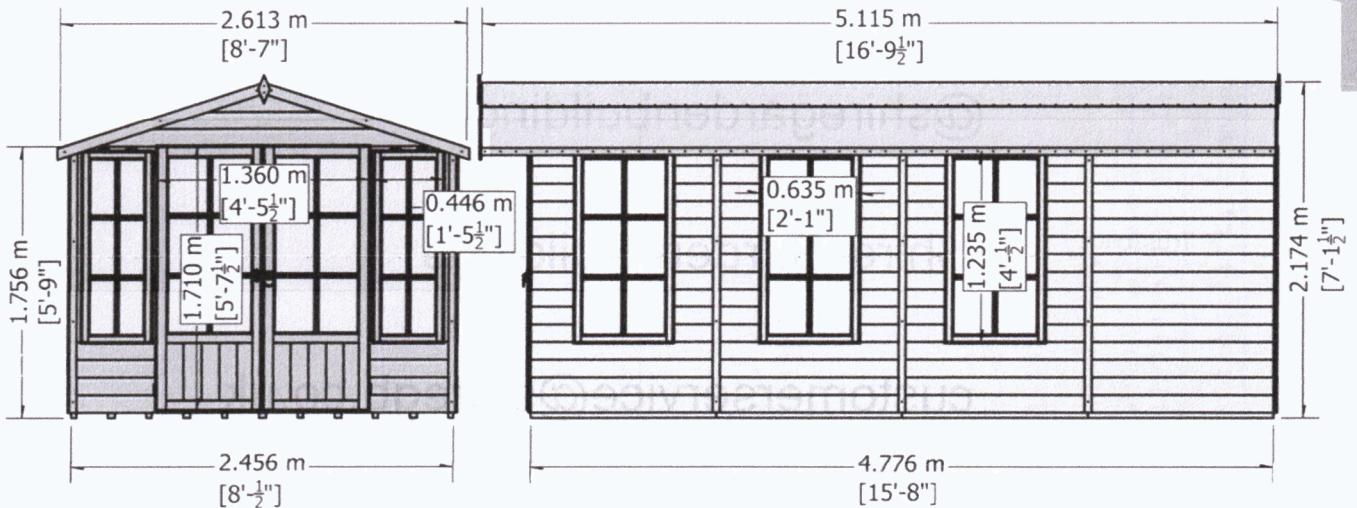 2.613 m
[8'-7"]
5.115 m
[16'-9½"]
1.360 m
[4'-5½"]
0.446 m
[1'-5½"]
0.635 m
[2'-1"]
1.710 m
[5'-7½"]
1.235 m
[4'-½"]
1.756 m
[5'-9"]
2.174 m
[7'-1½"]
2.456 m
[8'-½"]
4.776 m
[15'-8"]
@shiregardenbuilding
customerservice@